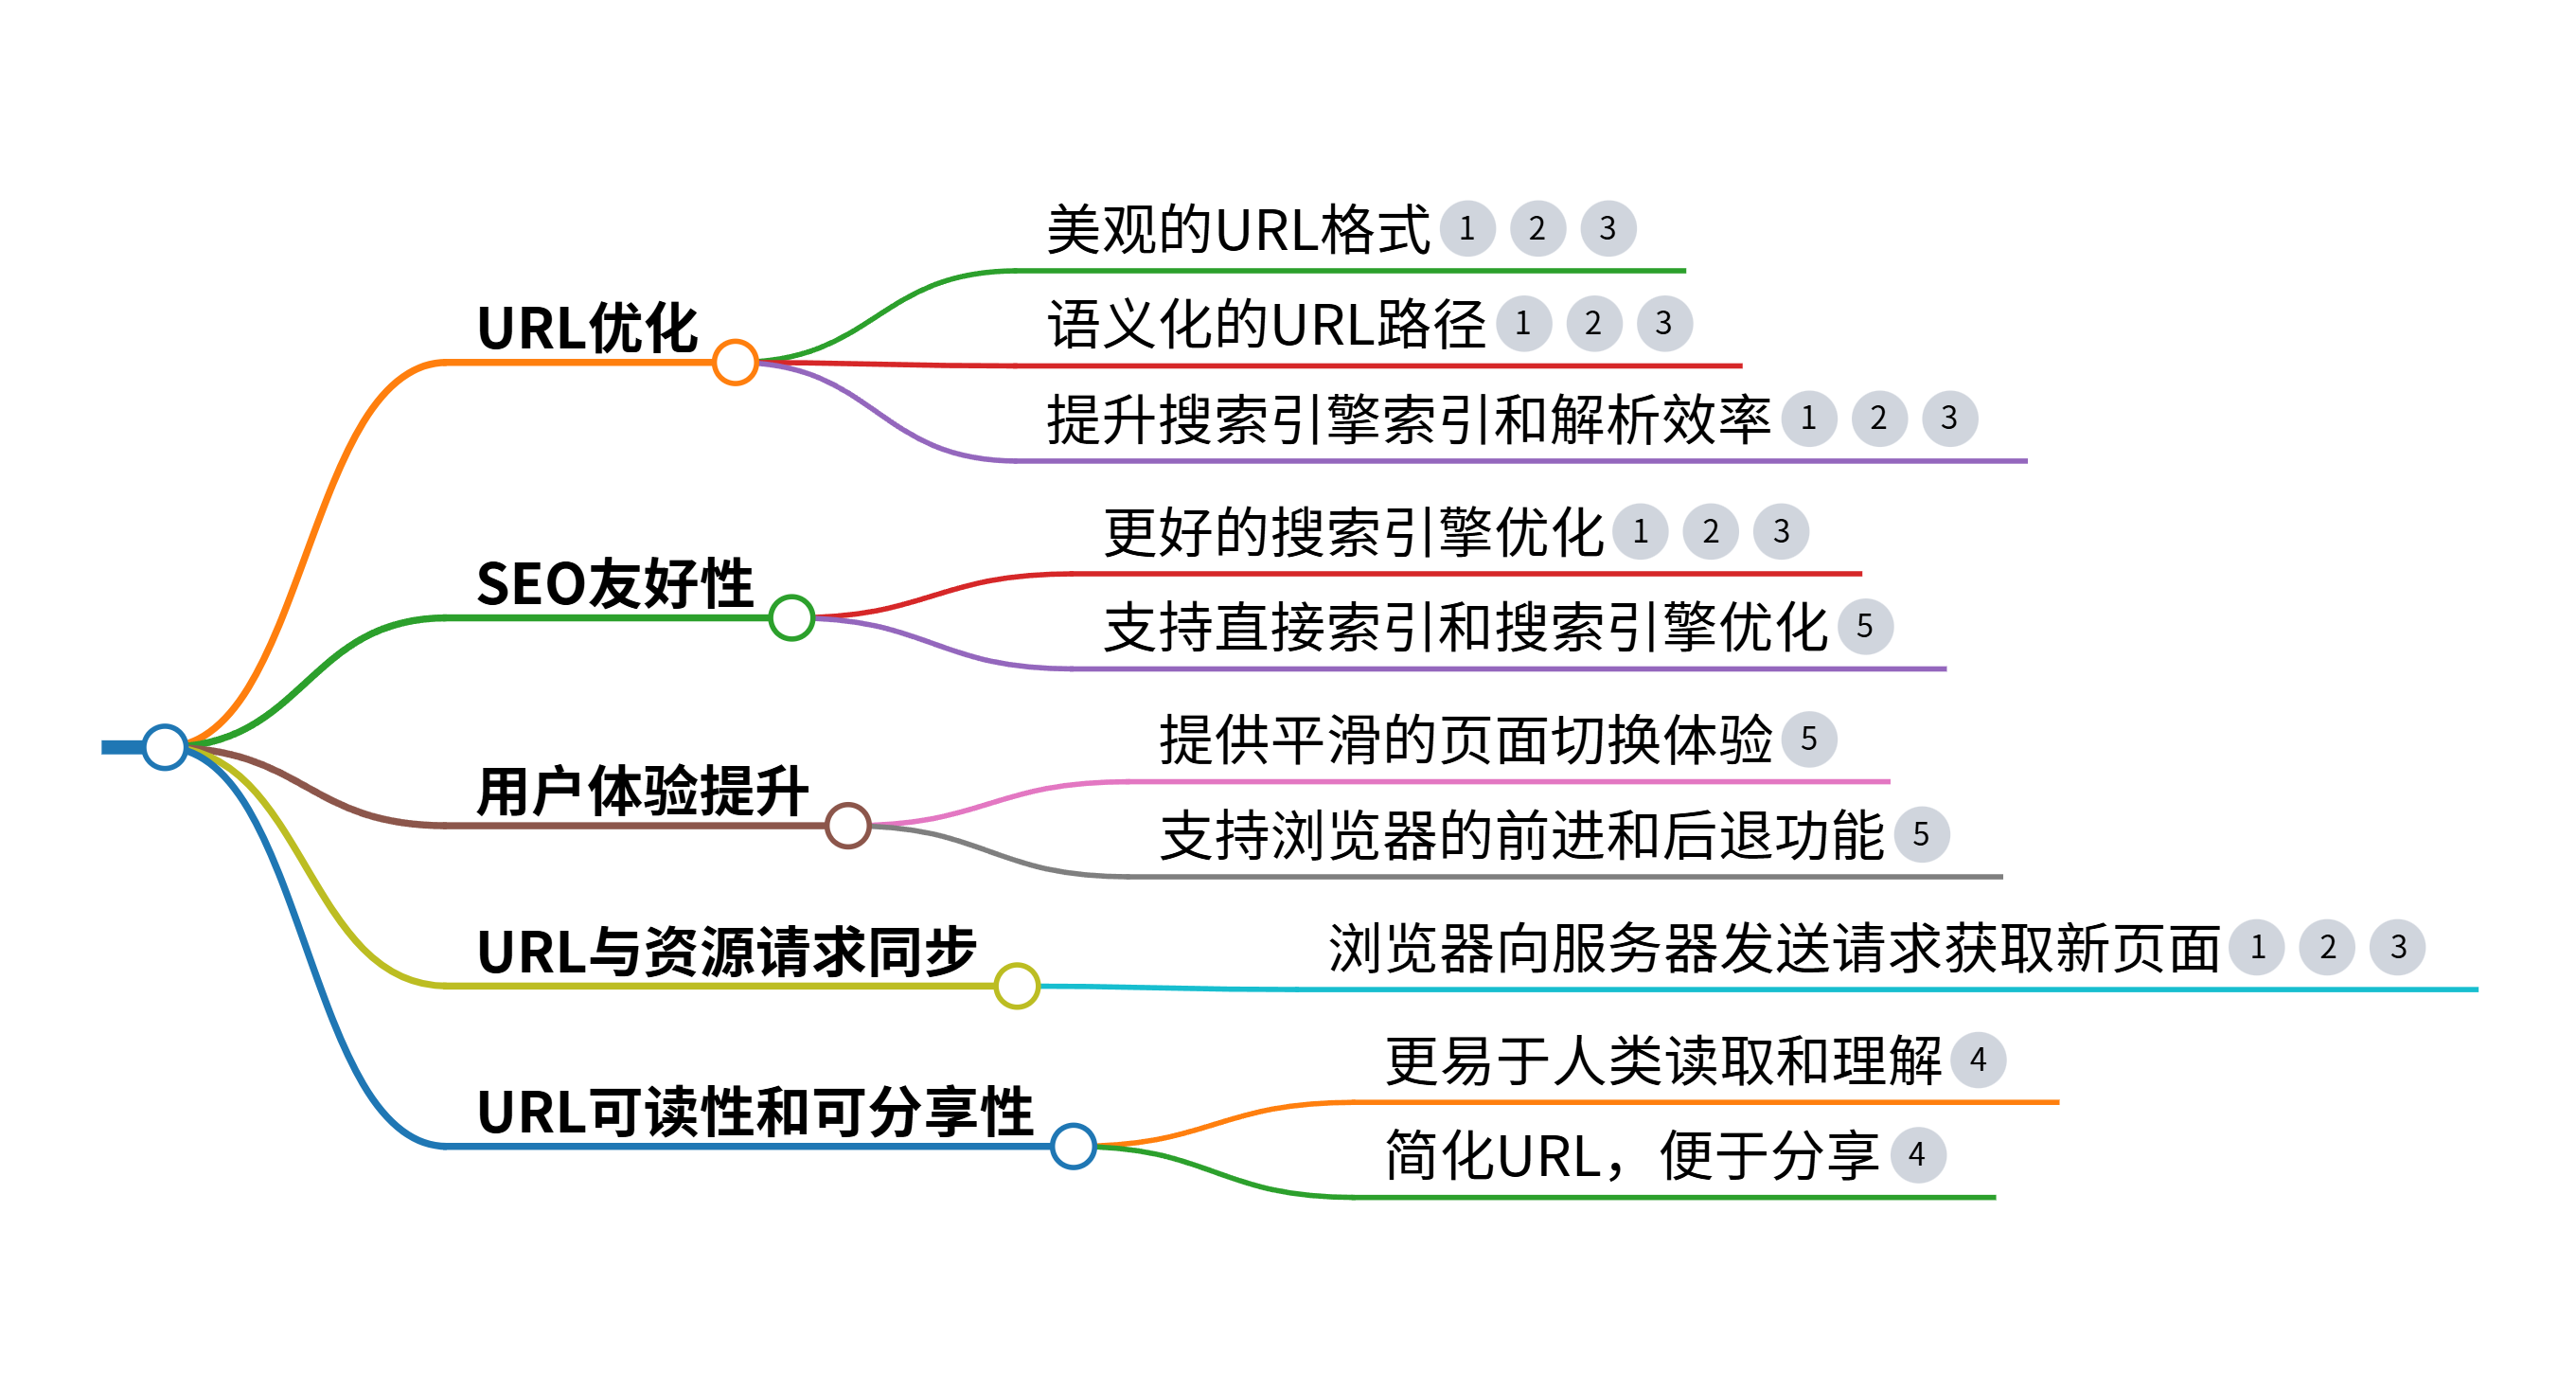 URL优化
美观的URL格式 1 2 3
语义化的URL路径 1 2 3
提升搜索引擎索引和解析效率 1 2 3
SEO友好性
更好的搜索引擎优化 1 2 3
支持直接索引和搜索引擎优化 5
用户体验提升
提供平滑的页面切换体验 5
支持浏览器的前进和后退功能 5
URL与资源请求同步
浏览器向服务器发送请求获取新页面 1 2 3
URL可读性和可分享性
更易于人类读取和理解 4
简化URL，便于分享 4